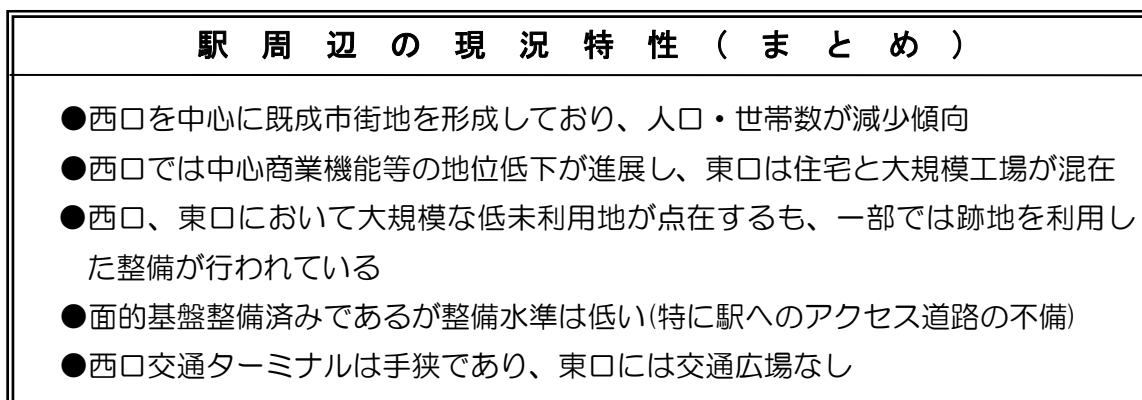 駅周辺の現況特性(まとめ)
●西口を中心に既成市街地を形成しており、人口・世帯数が減少傾向
●西口では中心商業機能等の地位低下が進展し、東口は住宅と大規模工場が混在
●西口、東口において大規模な低未利用地が点在するも、一部では跡地を利用し
た整備が行われている
●面的基盤整備済みであるが整備水準は低い(特に駅へのアクセス道路の不備)
●西口交通ターミナルは手狭であり、東口には交通広場なし